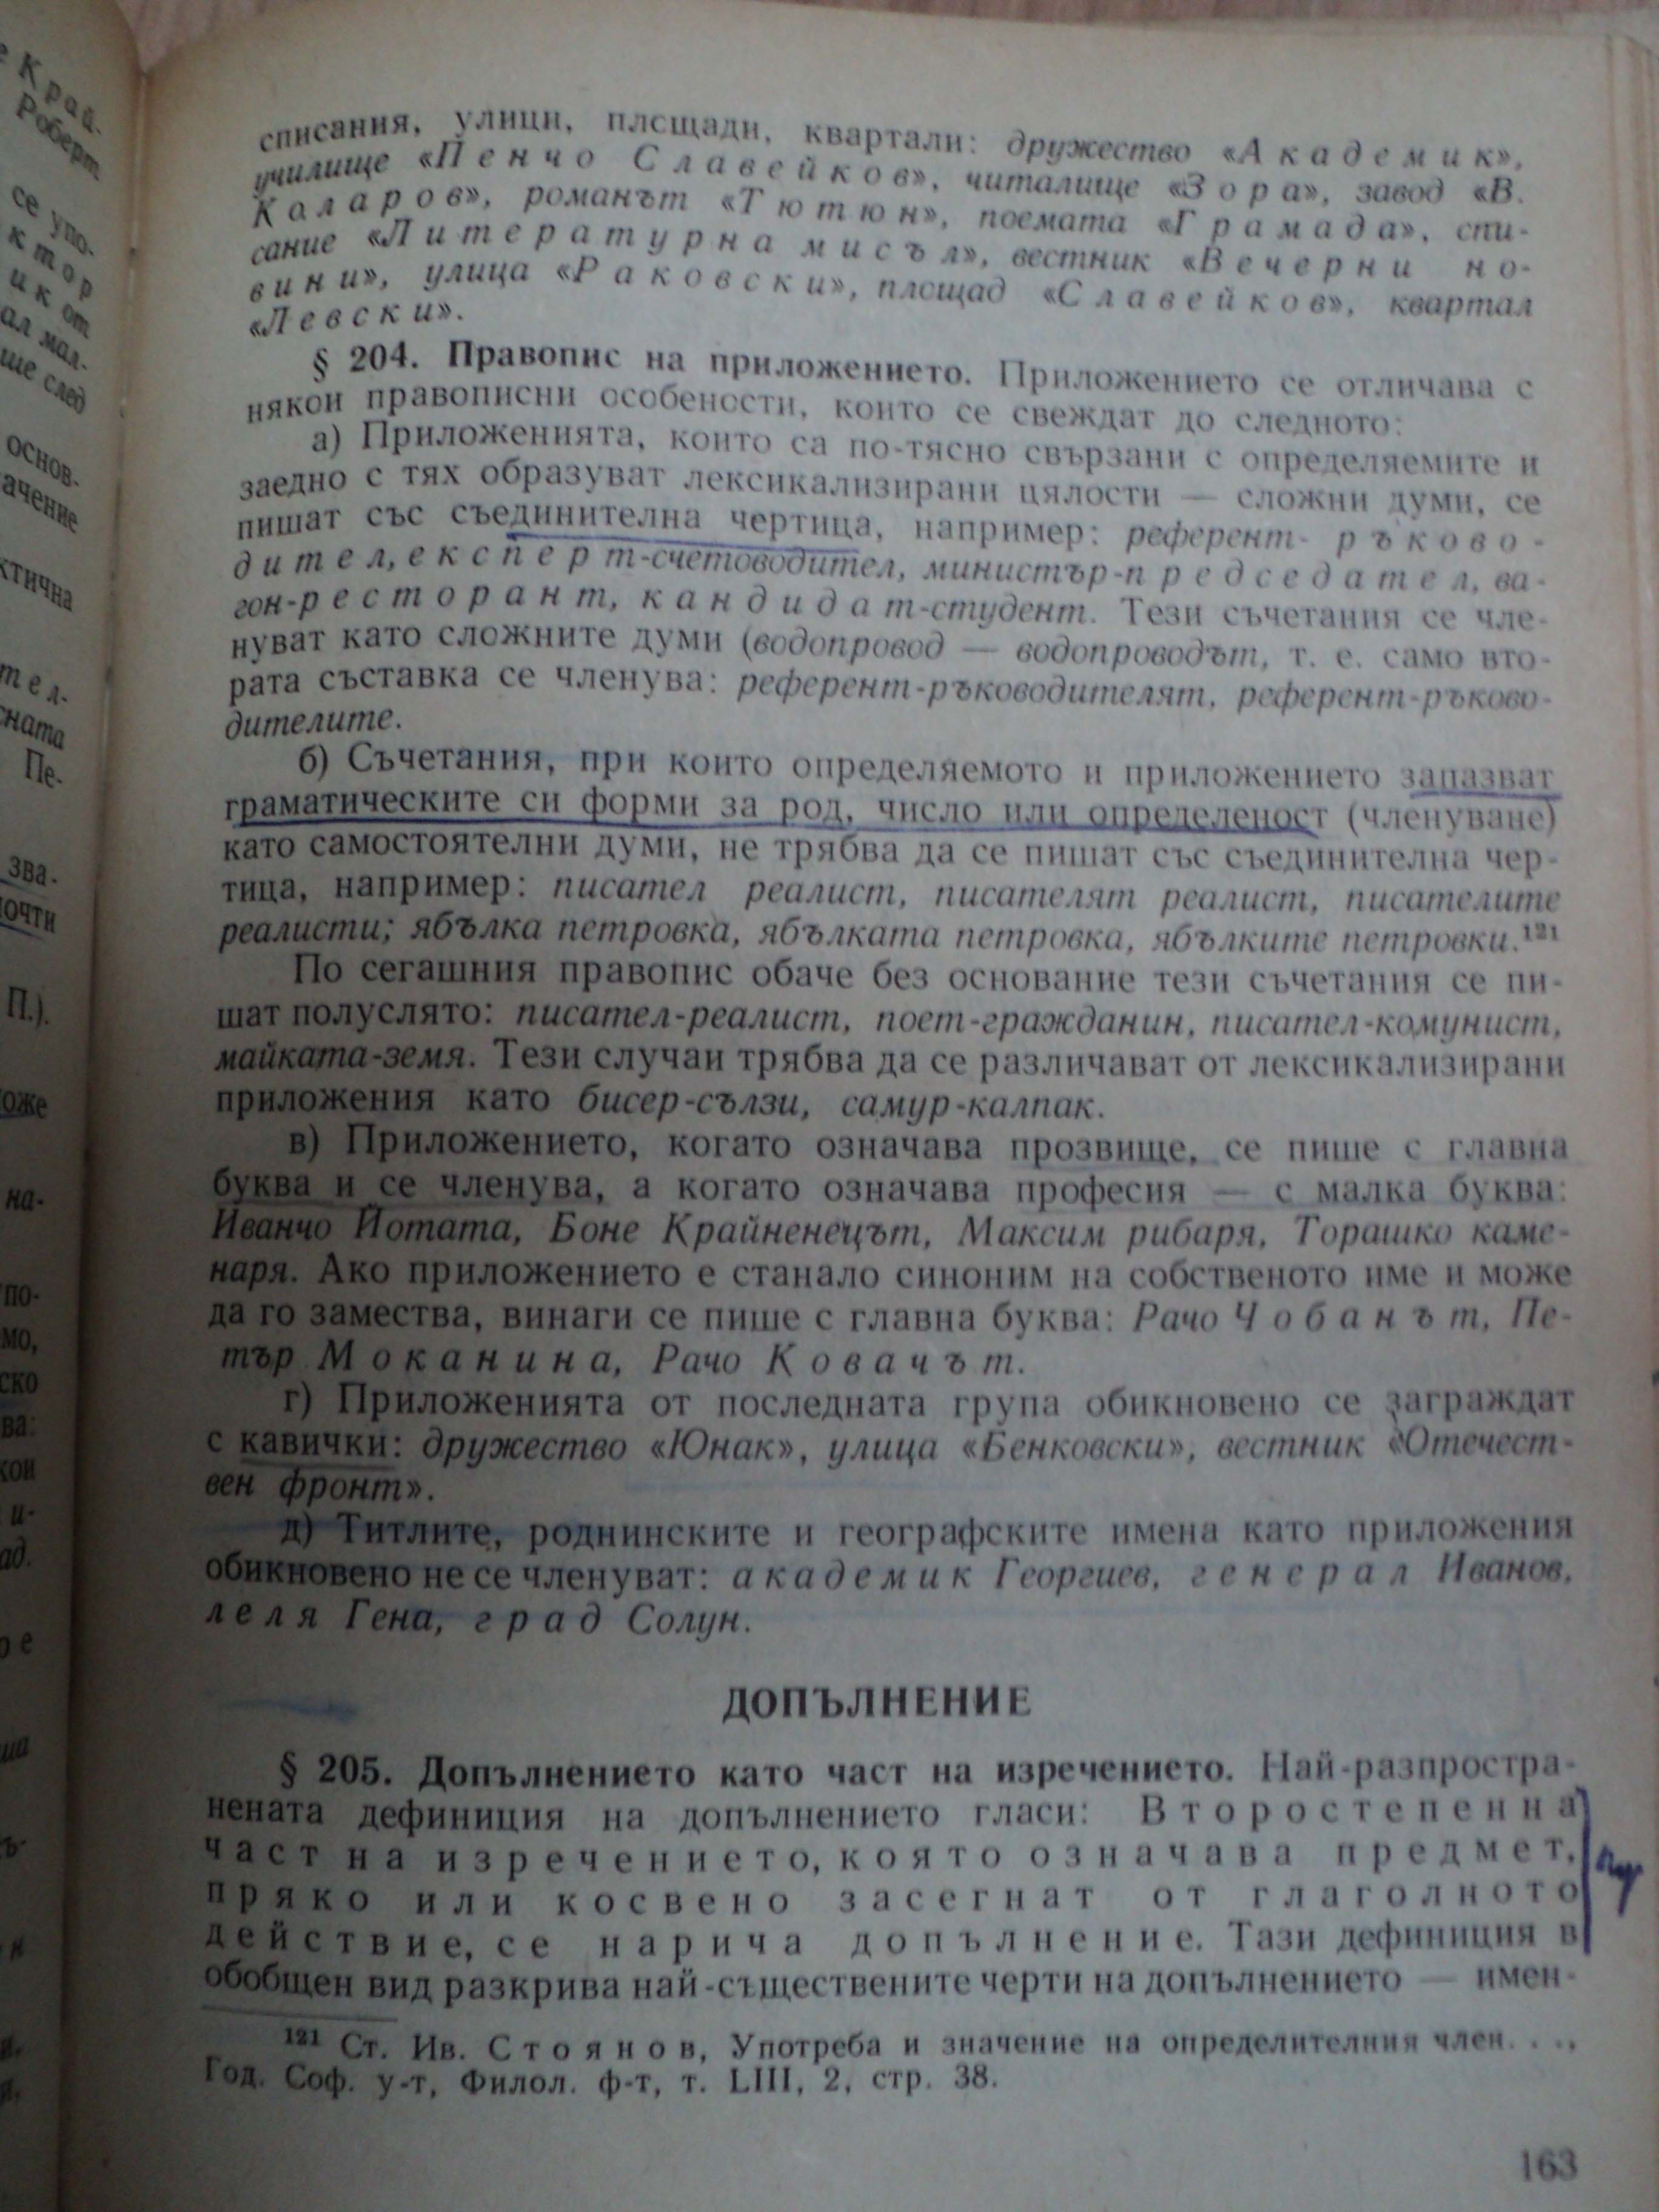 списания, улици, площади, квартали: дружество «Академик»,
училище «Пенчо Славейков», читалище «Зора», завод «В.
Каларов», романът «Тютюн», поемата «Грамада», спи-
сание «Литературна мисъл», вестник «Вечерни но-
вини», улица «Раковски», площад «Славейков», квартал
«Левски».
§ 204. Правопис на приложението. Приложението се отличава с
някои правописни особености, които се свеждат до следното:
а) Приложенията, които са по-тясно свързани с определяемите и
заедно с тях образуват лексикализирани цялости — сложни думи, се
пишат със съединителна чертица, например: референт- ръково-
дител, експерт-счетоводител, министър-председател, ва-
гон-ресторант, кандидат-студент. Тези съчетания се чле-
нуват като сложните думи (водопровод — водопроводът, т. е. само вто-
рата съставка се членува: референт-ръководителят, референт-ръково-
дителите.
б) Съчетания, при които определяемото и приложението запазват
граматическите си форми за род, число или определеност (членуване)
като самостоятелни думи, не трябва да се пишат със съединителна чер-
тица, например: писател реалист, писателят реалист, писателите
реалисти; ябълка петровка, ябълката петровка, ябълките петровки.¹²¹
По сегашния правопис обаче без основание тези съчетания се пи-
шат полуслято: писател-реалист, поет-гражданин, писател-комунист,
майката-земя. Тези случаи трябва да се различават от лексикализирани
приложения като бисер-сълзи, самур-калпак.
в) Приложението, когато означава прозвище, се пише с главна
буква и се членува, а когато означава професия — с малка буква:
Иванчо Йотата, Боне Крайненецът, Максим рибаря, Торашко каме-
наря. Ако приложението е станало синоним на собственото име и може
да го замества, винаги се пише с главна буква: Рачо Чобанът, Пе-
тър Моканина, Рачо Ковачът.
г) Приложенията от последната група обикновено се заграждат
с кавички: дружество «Юнак», улица «Бенковски», вестник «Отечест-
вен фронт».
д) Титлите, роднинските и географските имена като приложения
обикновено не се членуват: академик Георгиев, генерал Иванов,
леля Гена, град Солун.
ДОПЪЛНЕНИЕ
§ 205. Допълнението като част на изречението. Най-разпростра-
нената дефиниция на допълнението гласи: Второстепенна
част на изречението, която означава предмет,
пряко или косвено засегнат от глаголното
действие, се нарича допълнение. Тази дефиниция в
обобщен вид разкрива най-съществените черти на допълнението — имен-
¹²¹ Ст. Ив. Стоянов, Употреба и значение на определителния член. . . .,
Год. Соф. у-т, Филол. ф-т, т. LIII, 2, стр. 38.
163